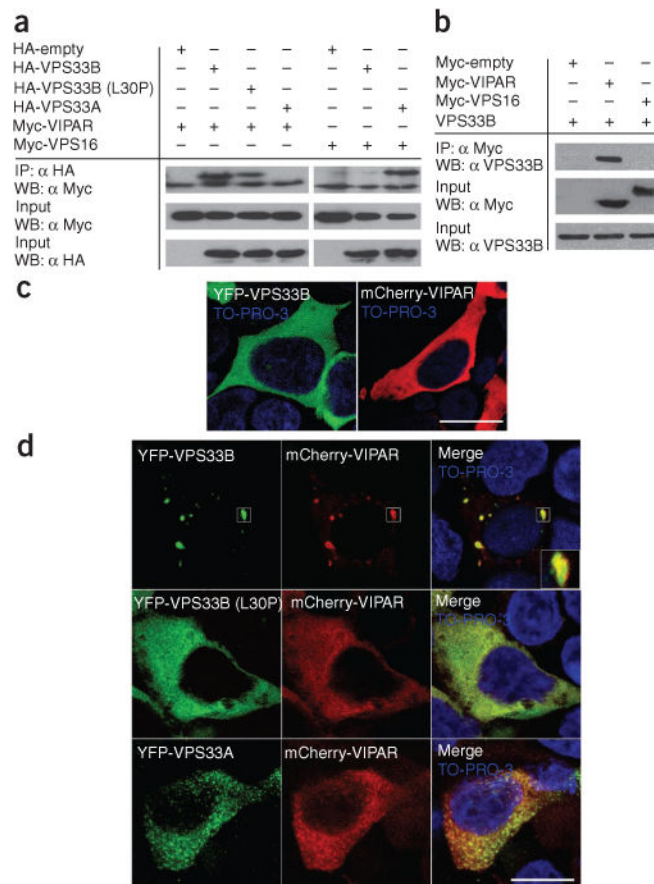 a
HA-empty + – – – + – –
HA-VPS33B – + – – – + –
HA-VPS33B (L30P) – – + – – – –
HA-VPS33A – – – + – – +
Myc-VIPAR + + + + – – –
Myc-VPS16 – – – – + + +
IP: α HA
WB: α Myc
Input
WB: α Myc
Input
WB: α HA
b
Myc-empty + – –
Myc-VIPAR – + –
Myc-VPS16 – – +
VPS33B + + +
IP: α Myc
WB: α VPS33B
Input
WB: α Myc
Input
WB: α VPS33B
c
YFP-VPS33B
TO-PRO-3
mCherry-VIPAR
TO-PRO-3
d
YFP-VPS33B mCherry-VIPAR Merge
TO-PRO-3
YFP-VPS33B (L30P) mCherry-VIPAR Merge
TO-PRO-3
YFP-VPS33A mCherry-VIPAR Merge
TO-PRO-3